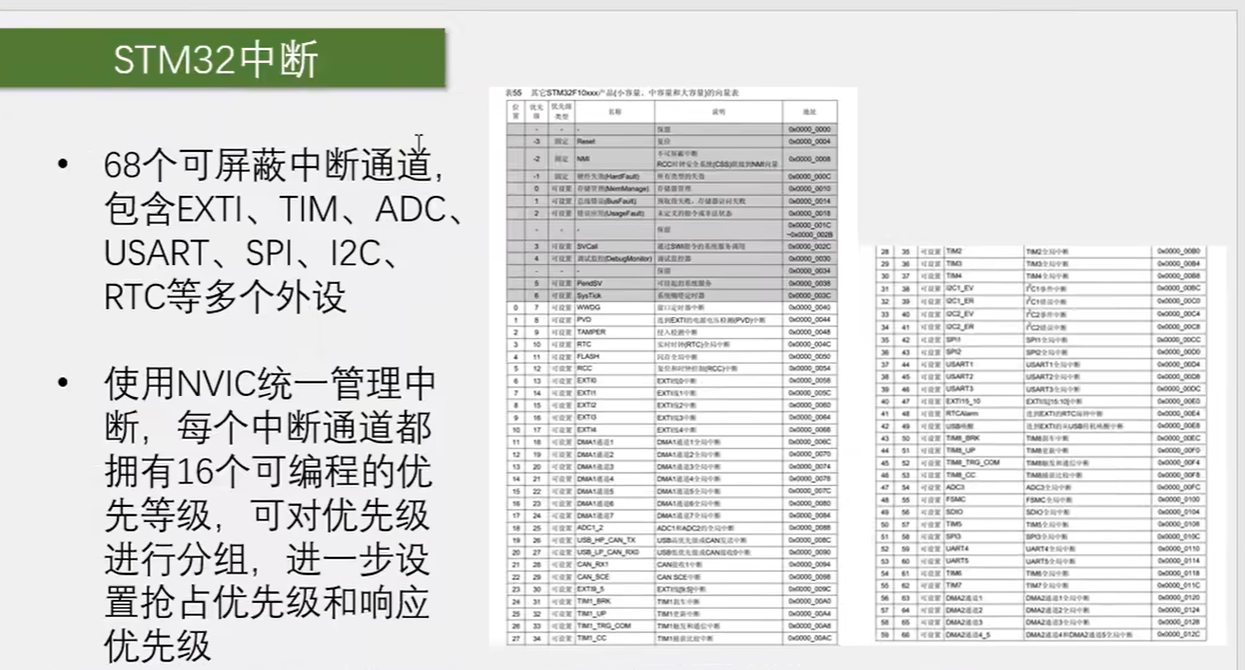 STM32中断
• 68个可屏蔽中断通道,
包含EXTI、TIM、ADC、
USART、SPI、I2C、
RTC等多个外设
• 使用NVIC统一管理中
断,每个中断通道都
拥有16个可编程的优
先等级,可对优先级
进行分组,进一步设
置抢占优先级和响应
优先级
表55 其它STM32F10xxx产品(小容量、中容量和大容量)的向量表
位置 优先级 优先级类型 名称 说明 地址
- - - 保留 0x0000_0000
-3 固定 Reset 复位 0x0000_0004
-2 固定 NMI 不可屏蔽中断 RCC时钟安全系统(CSS)联接到NMI向量 0x0000_0008
-1 固定 硬件失效(HardFault) 所有类型的失效 0x0000_000C
0 可设置 存储管理(MemManage) 存储器管理 0x0000_0010
1 可设置 总线错误(BusFault) 预取指失败,存储器访问失败 0x0000_0014
2 可设置 错误应用(UsageFault) 未定义的指令或非法状态 0x0000_0018
- - - 保留 0x0000_001C ~0x0000_002B
3 可设置 SVCall 通过SWI指令的系统服务调用 0x0000_002C
4 可设置 调试监控(DebugMonitor) 调试监控器 0x0000_0030
- - - 保留 0x0000_0034
5 可设置 PendSV 可挂起的系统服务 0x0000_0038
6 可设置 SysTick 系统嘀嗒定时器 0x0000_003C
0 7 可设置 WWDG 窗口定时器中断 0x0000_0040
1 8 可设置 PVD 连到EXTI的电源电压检测(PVD)中断 0x0000_0044
2 9 可设置 TAMPER 侵入检测中断 0x0000_0048
3 10 可设置 RTC 实时时钟(RTC)全局中断 0x0000_004C
4 11 可设置 FLASH 闪存全局中断 0x0000_0050
5 12 可设置 RCC 复位和时钟控制(RCC)中断 0x0000_0054
6 13 可设置 EXTI0 EXTI线0中断 0x0000_0058
7 14 可设置 EXTI1 EXTI线1中断 0x0000_005C
8 15 可设置 EXTI2 EXTI线2中断 0x0000_0060
9 16 可设置 EXTI3 EXTI线3中断 0x0000_0064
10 17 可设置 EXTI4 EXTI线4中断 0x0000_0068
11 18 可设置 DMA1通道1 DMA1通道1全局中断 0x0000_006C
12 19 可设置 DMA1通道2 DMA1通道2全局中断 0x0000_0070
13 20 可设置 DMA1通道3 DMA1通道3全局中断 0x0000_0074
14 21 可设置 DMA1通道4 DMA1通道4全局中断 0x0000_0078
15 22 可设置 DMA1通道5 DMA1通道5全局中断 0x0000_007C
16 23 可设置 DMA1通道6 DMA1通道6全局中断 0x0000_0080
17 24 可设置 DMA1通道7 DMA1通道7全局中断 0x0000_0084
18 25 可设置 ADC1_2 ADC1和ADC2的全局中断 0x0000_0088
19 26 可设置 USB_HP_CAN_TX USB高优先级或CAN发送中断 0x0000_008C
20 27 可设置 USB_LP_CAN_RX0 USB低优先级或CAN接收0中断 0x0000_0090
21 28 可设置 CAN_RX1 CAN接收1中断 0x0000_0094
22 29 可设置 CAN_SCE CAN SCE中断 0x0000_0098
23 30 可设置 EXTI9_5 EXTI线[9:5]中断 0x0000_009C
24 31 可设置 TIM1_BRK TIM1刹车中断 0x0000_00A0
25 32 可设置 TIM1_UP TIM1更新中断 0x0000_00A4
26 33 可设置 TIM1_TRG_COM TIM1触发和通信中断 0x0000_00A8
27 34 可设置 TIM1_CC TIM1捕获比较中断 0x0000_00AC
28 35 可设置 TIM2 TIM2全局中断 0x0000_00B0
29 36 可设置 TIM3 TIM3全局中断 0x0000_00B4
30 37 可设置 TIM4 TIM4全局中断 0x0000_00B8
31 38 可设置 I2C1_EV I²C1事件中断 0x0000_00BC
32 39 可设置 I2C1_ER I²C1错误中断 0x0000_00C0
33 40 可设置 I2C2_EV I²C2事件中断 0x0000_00C4
34 41 可设置 I2C2_ER I²C2错误中断 0x0000_00C8
35 42 可设置 SPI1 SPI1全局中断 0x0000_00CC
36 43 可设置 SPI2 SPI2全局中断 0x0000_00D0
37 44 可设置 USART1 USART1全局中断 0x0000_00D4
38 45 可设置 USART2 USART2全局中断 0x0000_00D8
39 46 可设置 USART3 USART3全局中断 0x0000_00DC
40 47 可设置 EXTI15_10 EXTI线[15:10]中断 0x0000_00E0
41 48 可设置 RTCAlarm 连到EXTI的RTC闹钟中断 0x0000_00E4
42 49 可设置 USB唤醒 连到EXTI的从USB待机唤醒中断 0x0000_00E8
43 50 可设置 TIM8_BRK TIM8刹车中断 0x0000_00EC
44 51 可设置 TIM8_UP TIM8更新中断 0x0000_00F0
45 52 可设置 TIM8_TRG_COM TIM8触发和通信中断 0x0000_00F4
46 53 可设置 TIM8_CC TIM8捕获比较中断 0x0000_00F8
47 54 可设置 ADC3 ADC3全局中断 0x0000_00FC
48 55 可设置 FSMC FSMC全局中断 0x0000_0100
49 56 可设置 SDIO SDIO全局中断 0x0000_0104
50 57 可设置 TIM5 TIM5全局中断 0x0000_0108
51 58 可设置 SPI3 SPI3全局中断 0x0000_010C
52 59 可设置 UART4 UART4全局中断 0x0000_0110
53 60 可设置 UART5 UART5全局中断 0x0000_0114
54 61 可设置 TIM6 TIM6全局中断 0x0000_0118
55 62 可设置 TIM7 TIM7全局中断 0x0000_011C
56 63 可设置 DMA2通道1 DMA2通道1全局中断 0x0000_0120
57 64 可设置 DMA2通道2 DMA2通道2全局中断 0x0000_0124
58 65 可设置 DMA2通道3 DMA2通道3全局中断 0x0000_0128
59 66 可设置 DMA2通道4_5 DMA2通道4和DMA2通道5全局中断 0x0000_012C